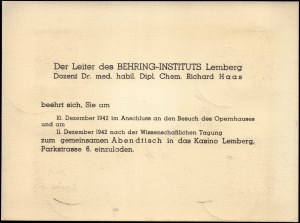 Der Leiter des BEHRING-INSTITUTS Lemberg
Dozent Dr. med. habil. Dipl. Chem. Richard Haas
beehrt sich, Sie am
10. Dezember 1942 im Anschluss an den Besuch des Opernhauses
und am
11. Dezember 1942 nach der Wissenschaftlichen Tagung
zum gemeinsamen Abendtisch in das Kasino Lemberg,
Parkstrasse 6. einzuloden.